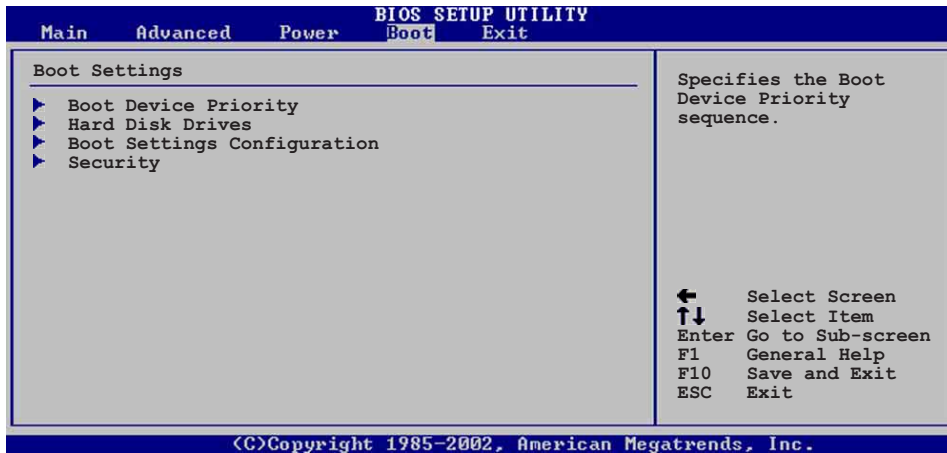 BIOS SETUP UTILITY
Main Advanced Power Boot Exit
Boot Settings
Boot Device Priority
Hard Disk Drives
Boot Settings Configuration
Security
Specifies the Boot
Device Priority
sequence.
Select Screen
Select Item
Enter Go to Sub-screen
F1 General Help
F10 Save and Exit
ESC Exit
(C)Copyright 1985-2002, American Megatrends, Inc.